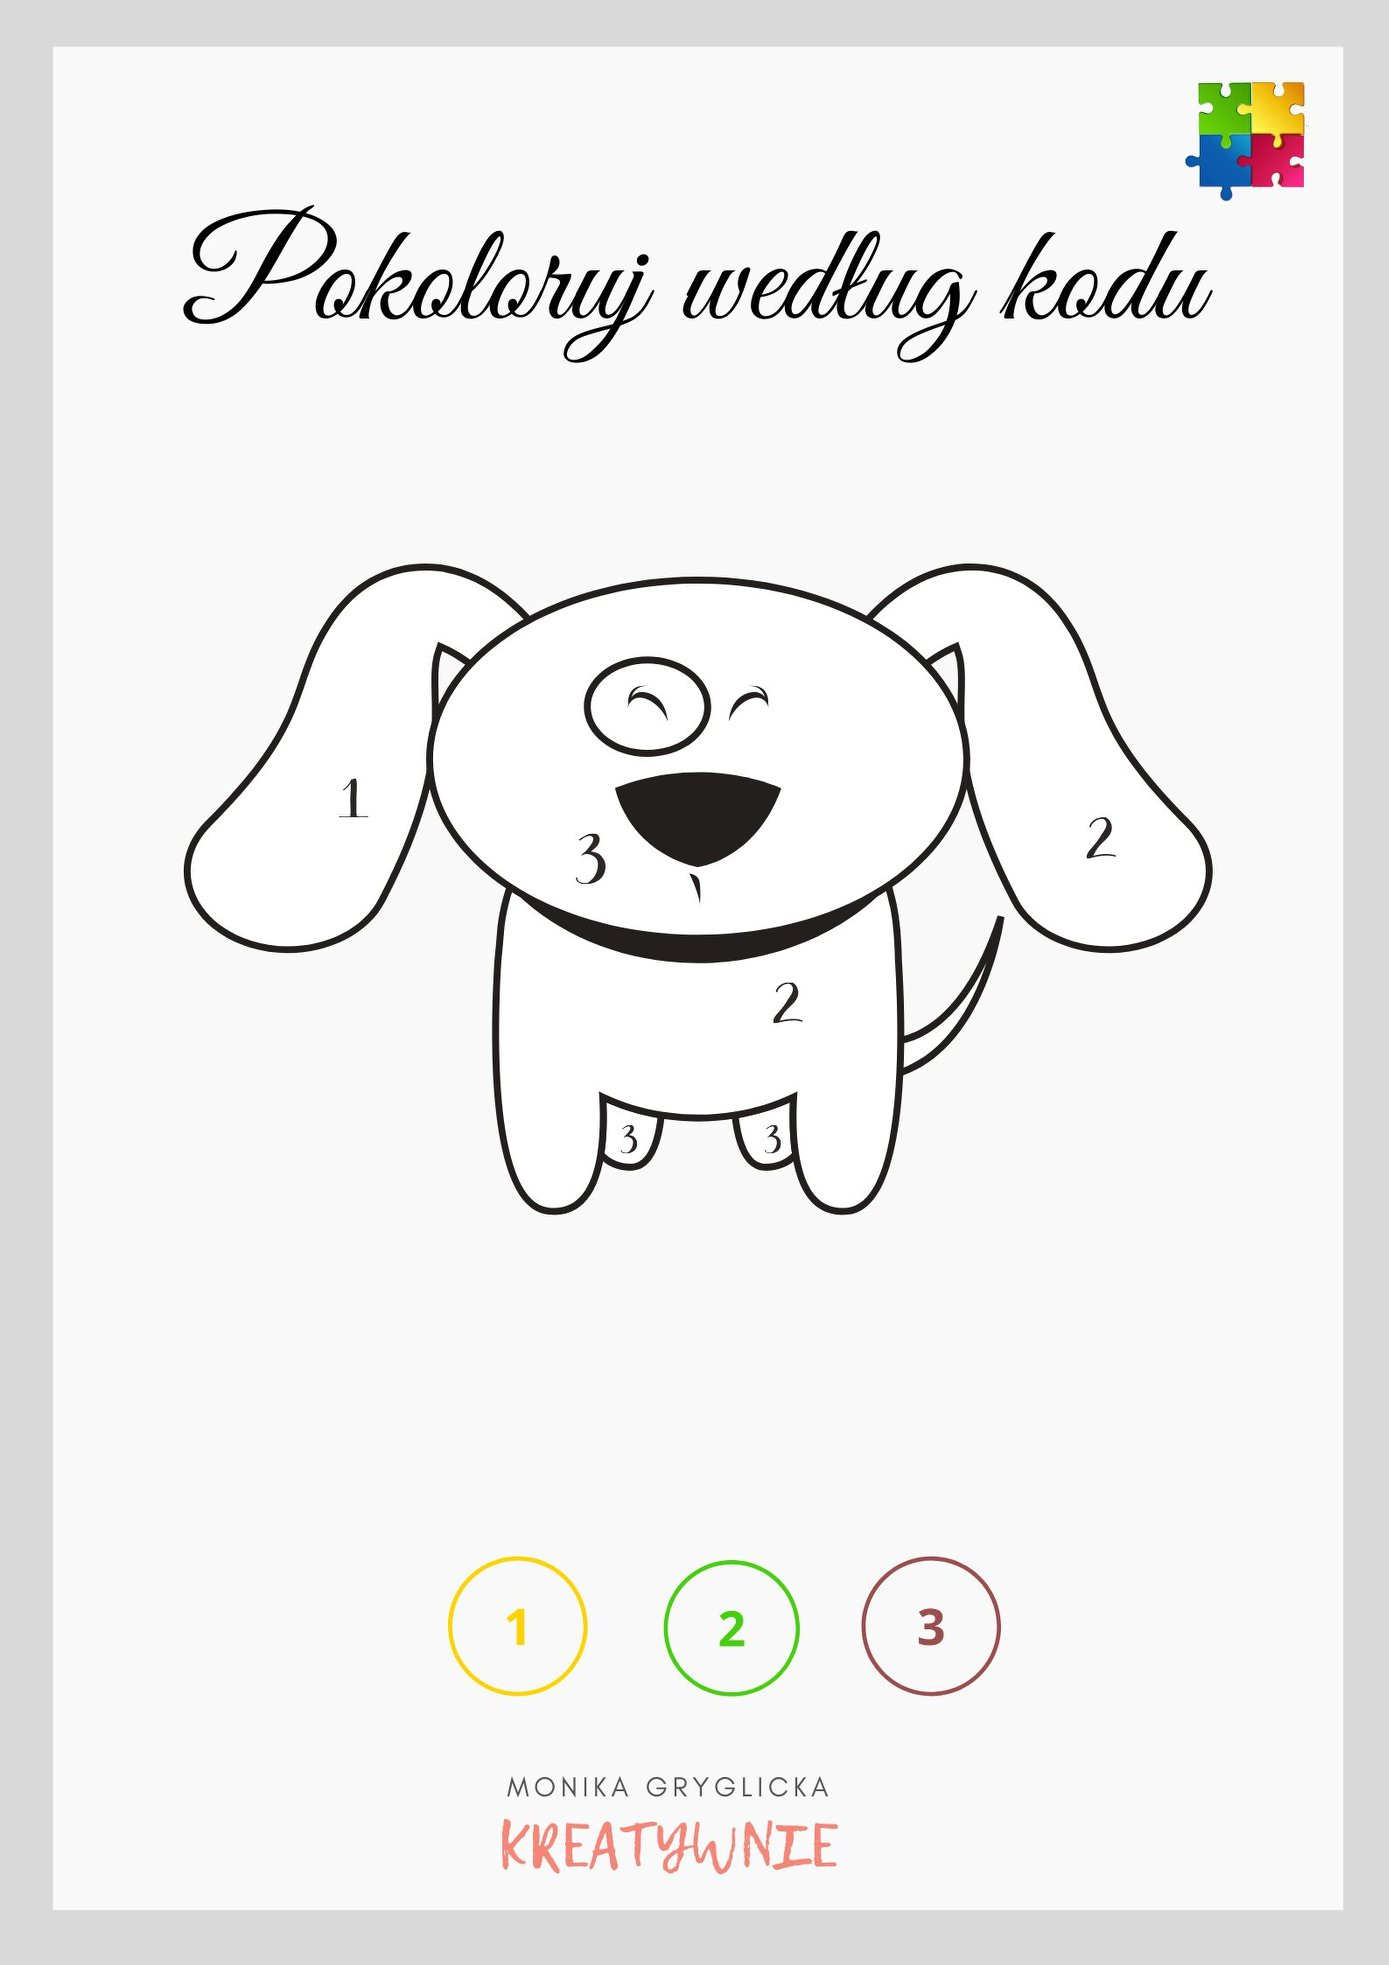 Pokoloruj według kodu
1
2
3
2
3 3
1 2 3
MONIKA GRYGLICKA
KREATYWNIE